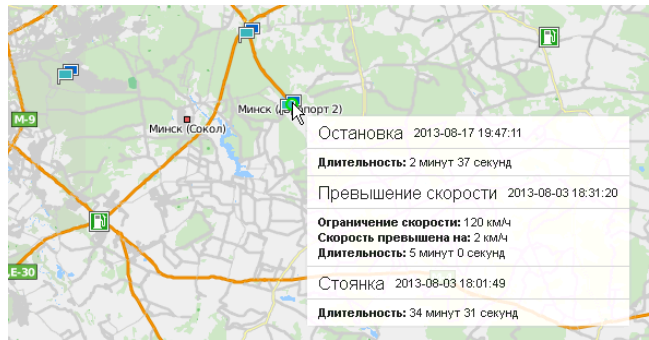 Минск (
порт 2)
М-9
Минск (Сокол)
Остановка 2013-08-17 19:47:11
Длительность: 2 минут 37 секунд
Превышение скорости 2013-08-03 18:31:20
Ограничение скорости: 120 км/ч
Скорость превышена на: 2 км/ч
Длительность: 5 минут 0 секунд
Е-30
Стоянка 2013-08-03 18:01:49
Длительность: 34 минут 31 секунд